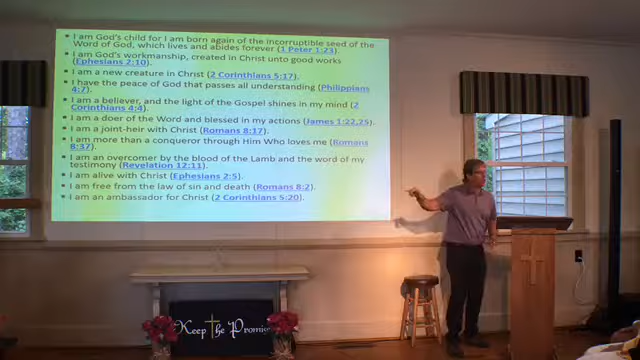 I am God's child for I am born again of the incorruptible seed of the
Word of God, which lives and abides forever (1 Peter 1:23)
I am God's workmanship, created in Christ unto good works
(Ephesians 2:10)
I am a new creature in Christ (2 Corinthians 5:17)
I have the peace of God that passes all understanding (Philippians
4:7)
I am a believer, and the light of the Gospel shines in my mind (2
Corinthians 4:4)
I am a doer of the Word and blessed in my actions (James 1:22,25)
I am a joint-heir with Christ (Romans 8:17)
I am more than a conqueror through Him Who loves me (Romans
8:37)
I am an overcomer by the blood of the Lamb and the word of my
testimony (Revelation 12:11)
I am alive with Christ (Ephesians 2:5)
I am free from the law of sin and death (Romans 8:2)
I am an ambassador for Christ (2 Corinthians 5:20)
Keep the Promise